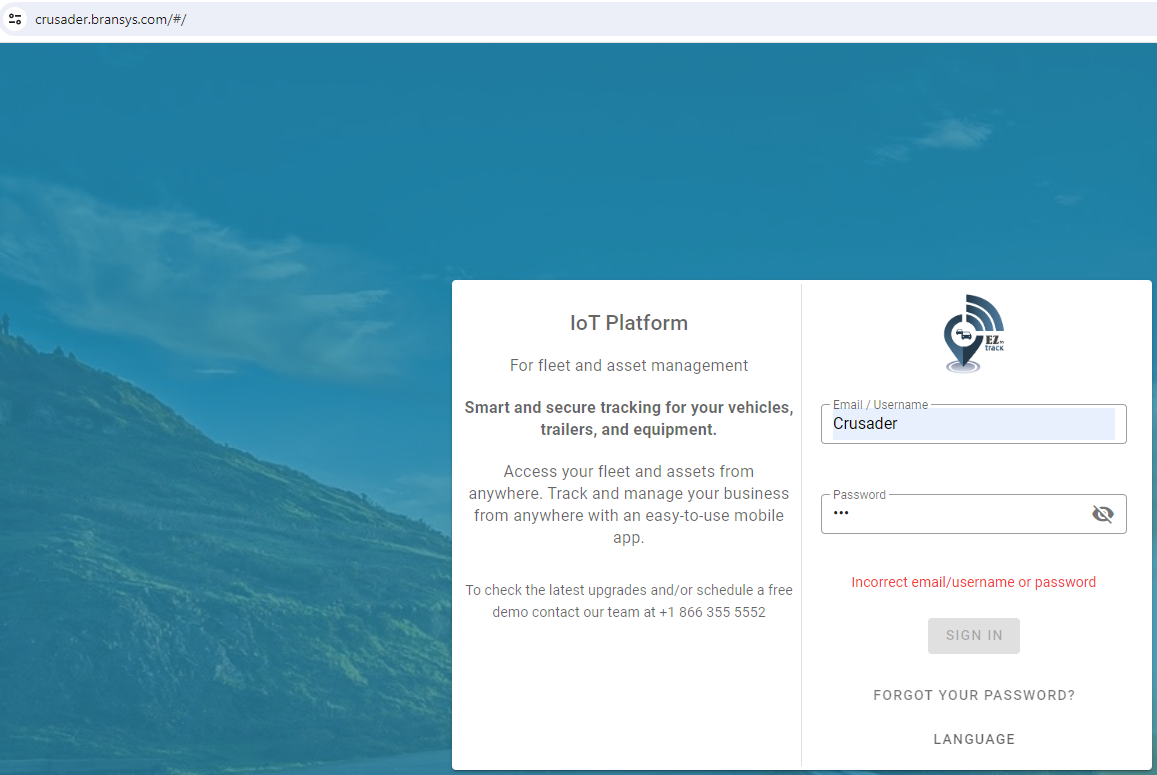 crusader.bransys.com/#/
IoT Platform
For fleet and asset management
Smart and secure tracking for your vehicles,
trailers, and equipment.
Access your fleet and assets from
anywhere. Track and manage your business
from anywhere with an easy-to-use mobile
app.
To check the latest upgrades and/or schedule a free
demo contact our team at +1 866 355 5552
EZ
track
Email / Username
Crusader
Password
•••
Incorrect email/username or password
SIGN IN
FORGOT YOUR PASSWORD?
LANGUAGE